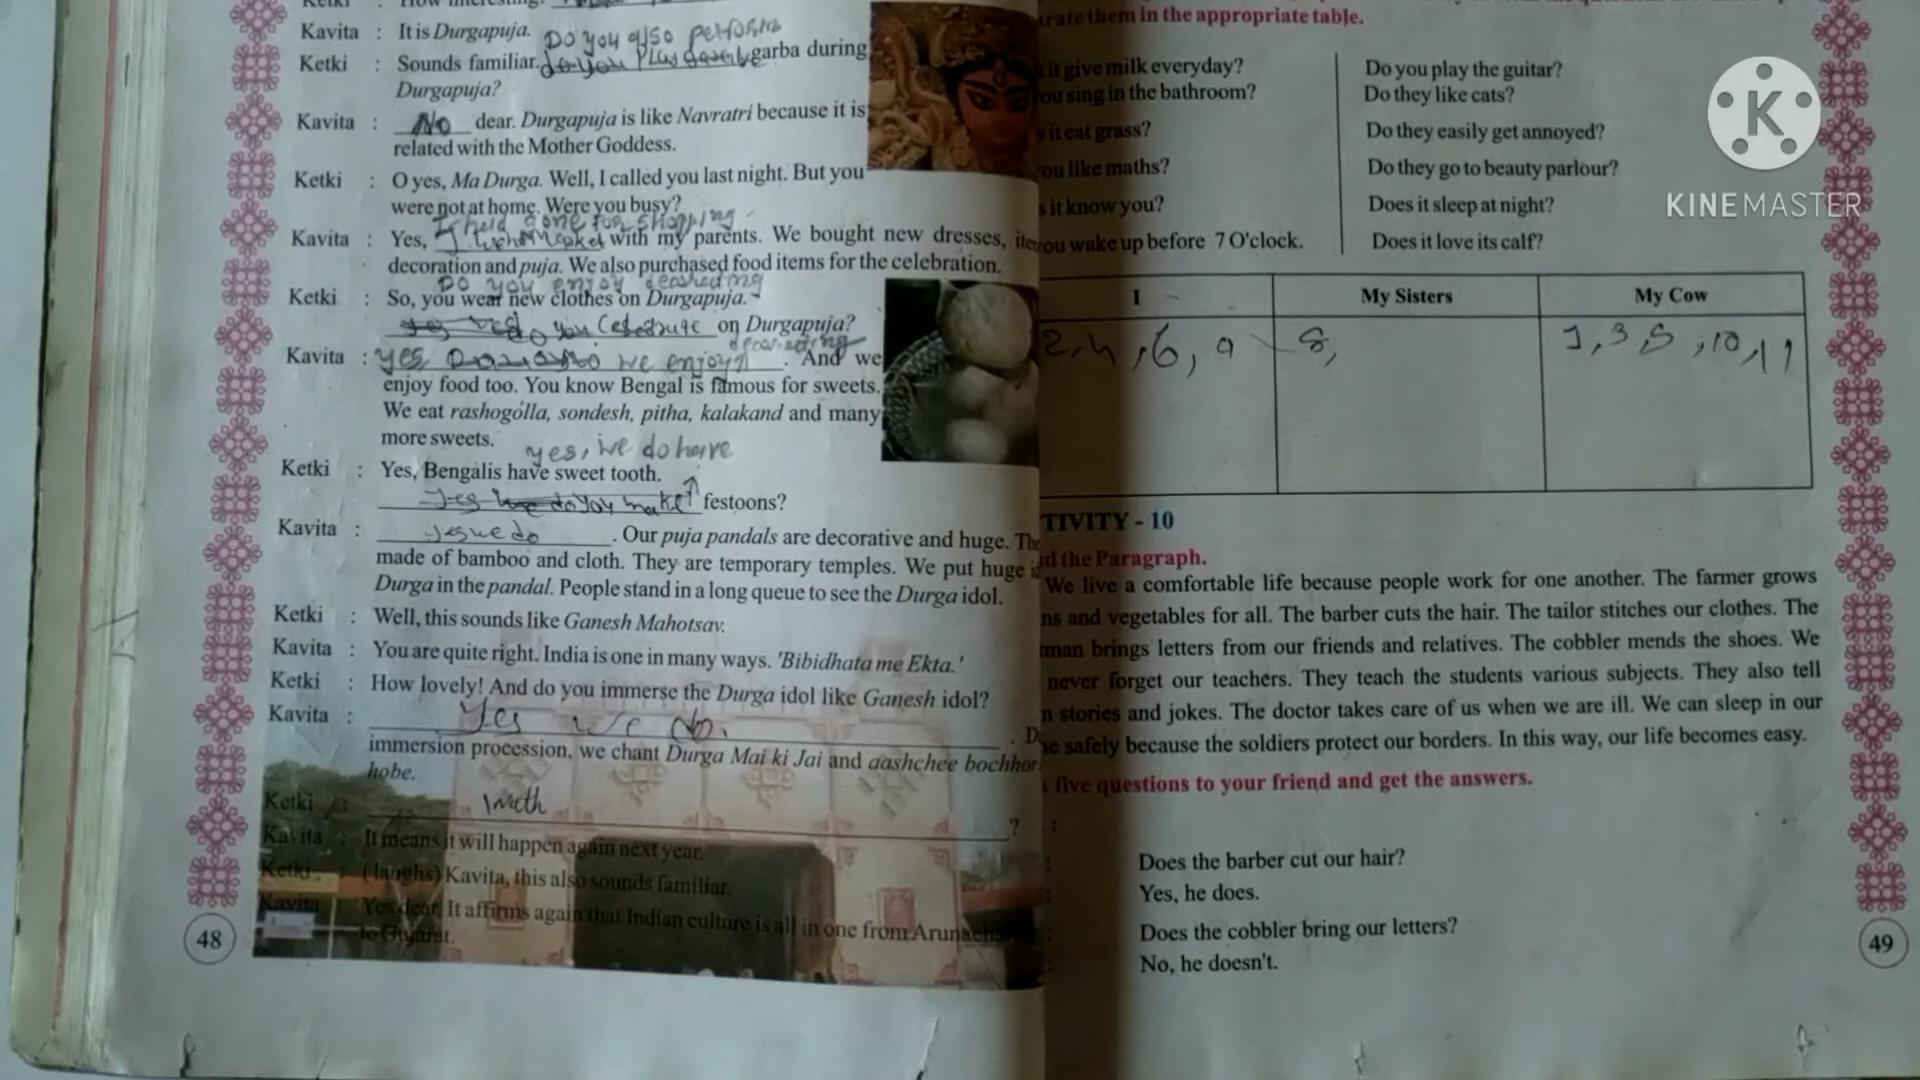 Kavita : It is Durgapuja.
Do you also perform
Ketki : Sounds familiar. garba during
Durgapuja?
Kavita : No dear. Durgapuja is like Navratri because it is
related with the Mother Goddess.
Ketki : O yes, Ma Durga. Well, I called you last night. But you
were not at home. Were you busy?
gone for shopping
Kavita : Yes, with my parents. We bought new dresses,
decoration and puja. We also purchased food items for the celebration.
Do you enjoy
Ketki : So, you wear new clothes on Durgapuja.
do you on Durgapuja?
Kavita : Yes, we enjoy. And we
enjoy food too. You know Bengal is famous for sweets.
We eat rashogolla, sondesh, pitha, kalakand and many
more sweets.
yes, we do have
Ketki : Yes, Bengalis have sweet tooth.
do you make festoons?
Kavita : yes we do. Our puja pandals are decorative and huge.
made of bamboo and cloth. They are temporary temples. We put huge
Durga in the pandal. People stand in a long queue to see the Durga idol.
Ketki : Well, this sounds like Ganesh Mahotsav.
Kavita : You are quite right. India is one in many ways. 'Bibidhata me Ekta.'
Ketki : How lovely! And do you immerse the Durga idol like Ganesh idol?
Kavita : Yes we do.
immersion procession, we chant Durga Mai ki Jai and aashchee bochhor
hobe.
Ketki : ?
Kavita : It means it will happen again next year.
Ketki : (laughs) Kavita, this also sounds familiar.
Kavita : Yes dear. It affirms again that Indian culture is all in one from
to Gujarat.
48
them in the appropriate table.
it give milk everyday?
sing in the bathroom?
it eat grass?
like maths?
it know you?
wake up before 7 O'clock.
Do you play the guitar?
Do they like cats?
Do they easily get annoyed?
Do they go to beauty parlour?
Does it sleep at night?
Does it love its calf?
I My Sisters My Cow
2, 4, 6, 9 8, 1, 3, 5, 10, 11
TIVITY - 10
the Paragraph.
We live a comfortable life because people work for one another. The farmer grows
and vegetables for all. The barber cuts the hair. The tailor stitches our clothes. The
brings letters from our friends and relatives. The cobbler mends the shoes. We
never forget our teachers. They teach the students various subjects. They also tell
stories and jokes. The doctor takes care of us when we are ill. We can sleep in our
safely because the soldiers protect our borders. In this way, our life becomes easy.
five questions to your friend and get the answers.
:
: Does the barber cut our hair?
: Yes, he does.
: Does the cobbler bring our letters?
: No, he doesn't.
49
K
KINEMASTER